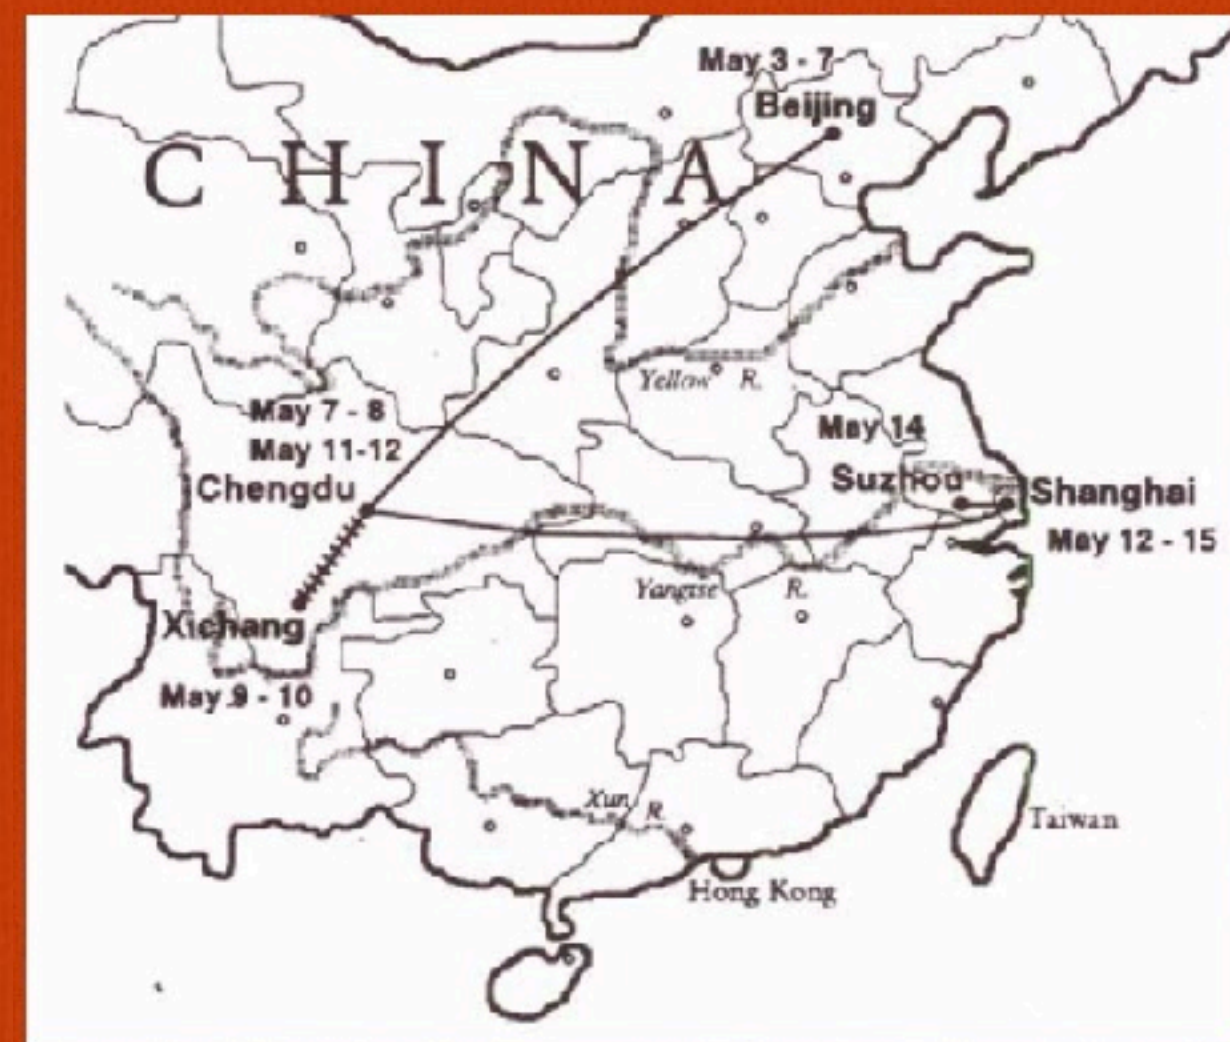 May 3 - 7
Beijing
C H I N A
Yellow R.
May 7 - 8
May 11-12
Chengdu
May 14
Suzhou
Shanghai
May 12 - 15
Yangtse R.
Xichang
May 9 - 10
Xun R.
Taiwan
Hong Kong